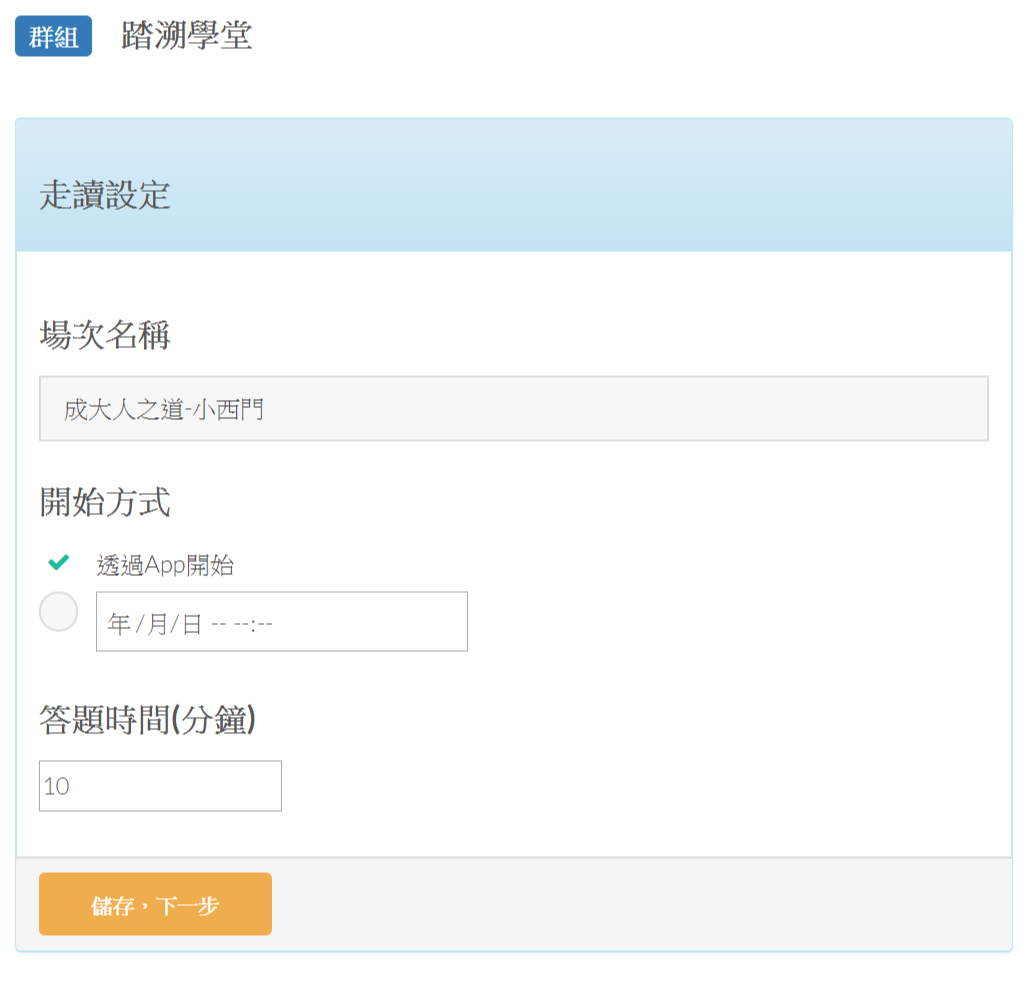 群組 踏溯學堂
走讀設定
場次名稱
成大人之道-小西門
開始方式
透過App開始
年 /月/日 -- --:--
答題時間(分鐘)
10
儲存，下一步